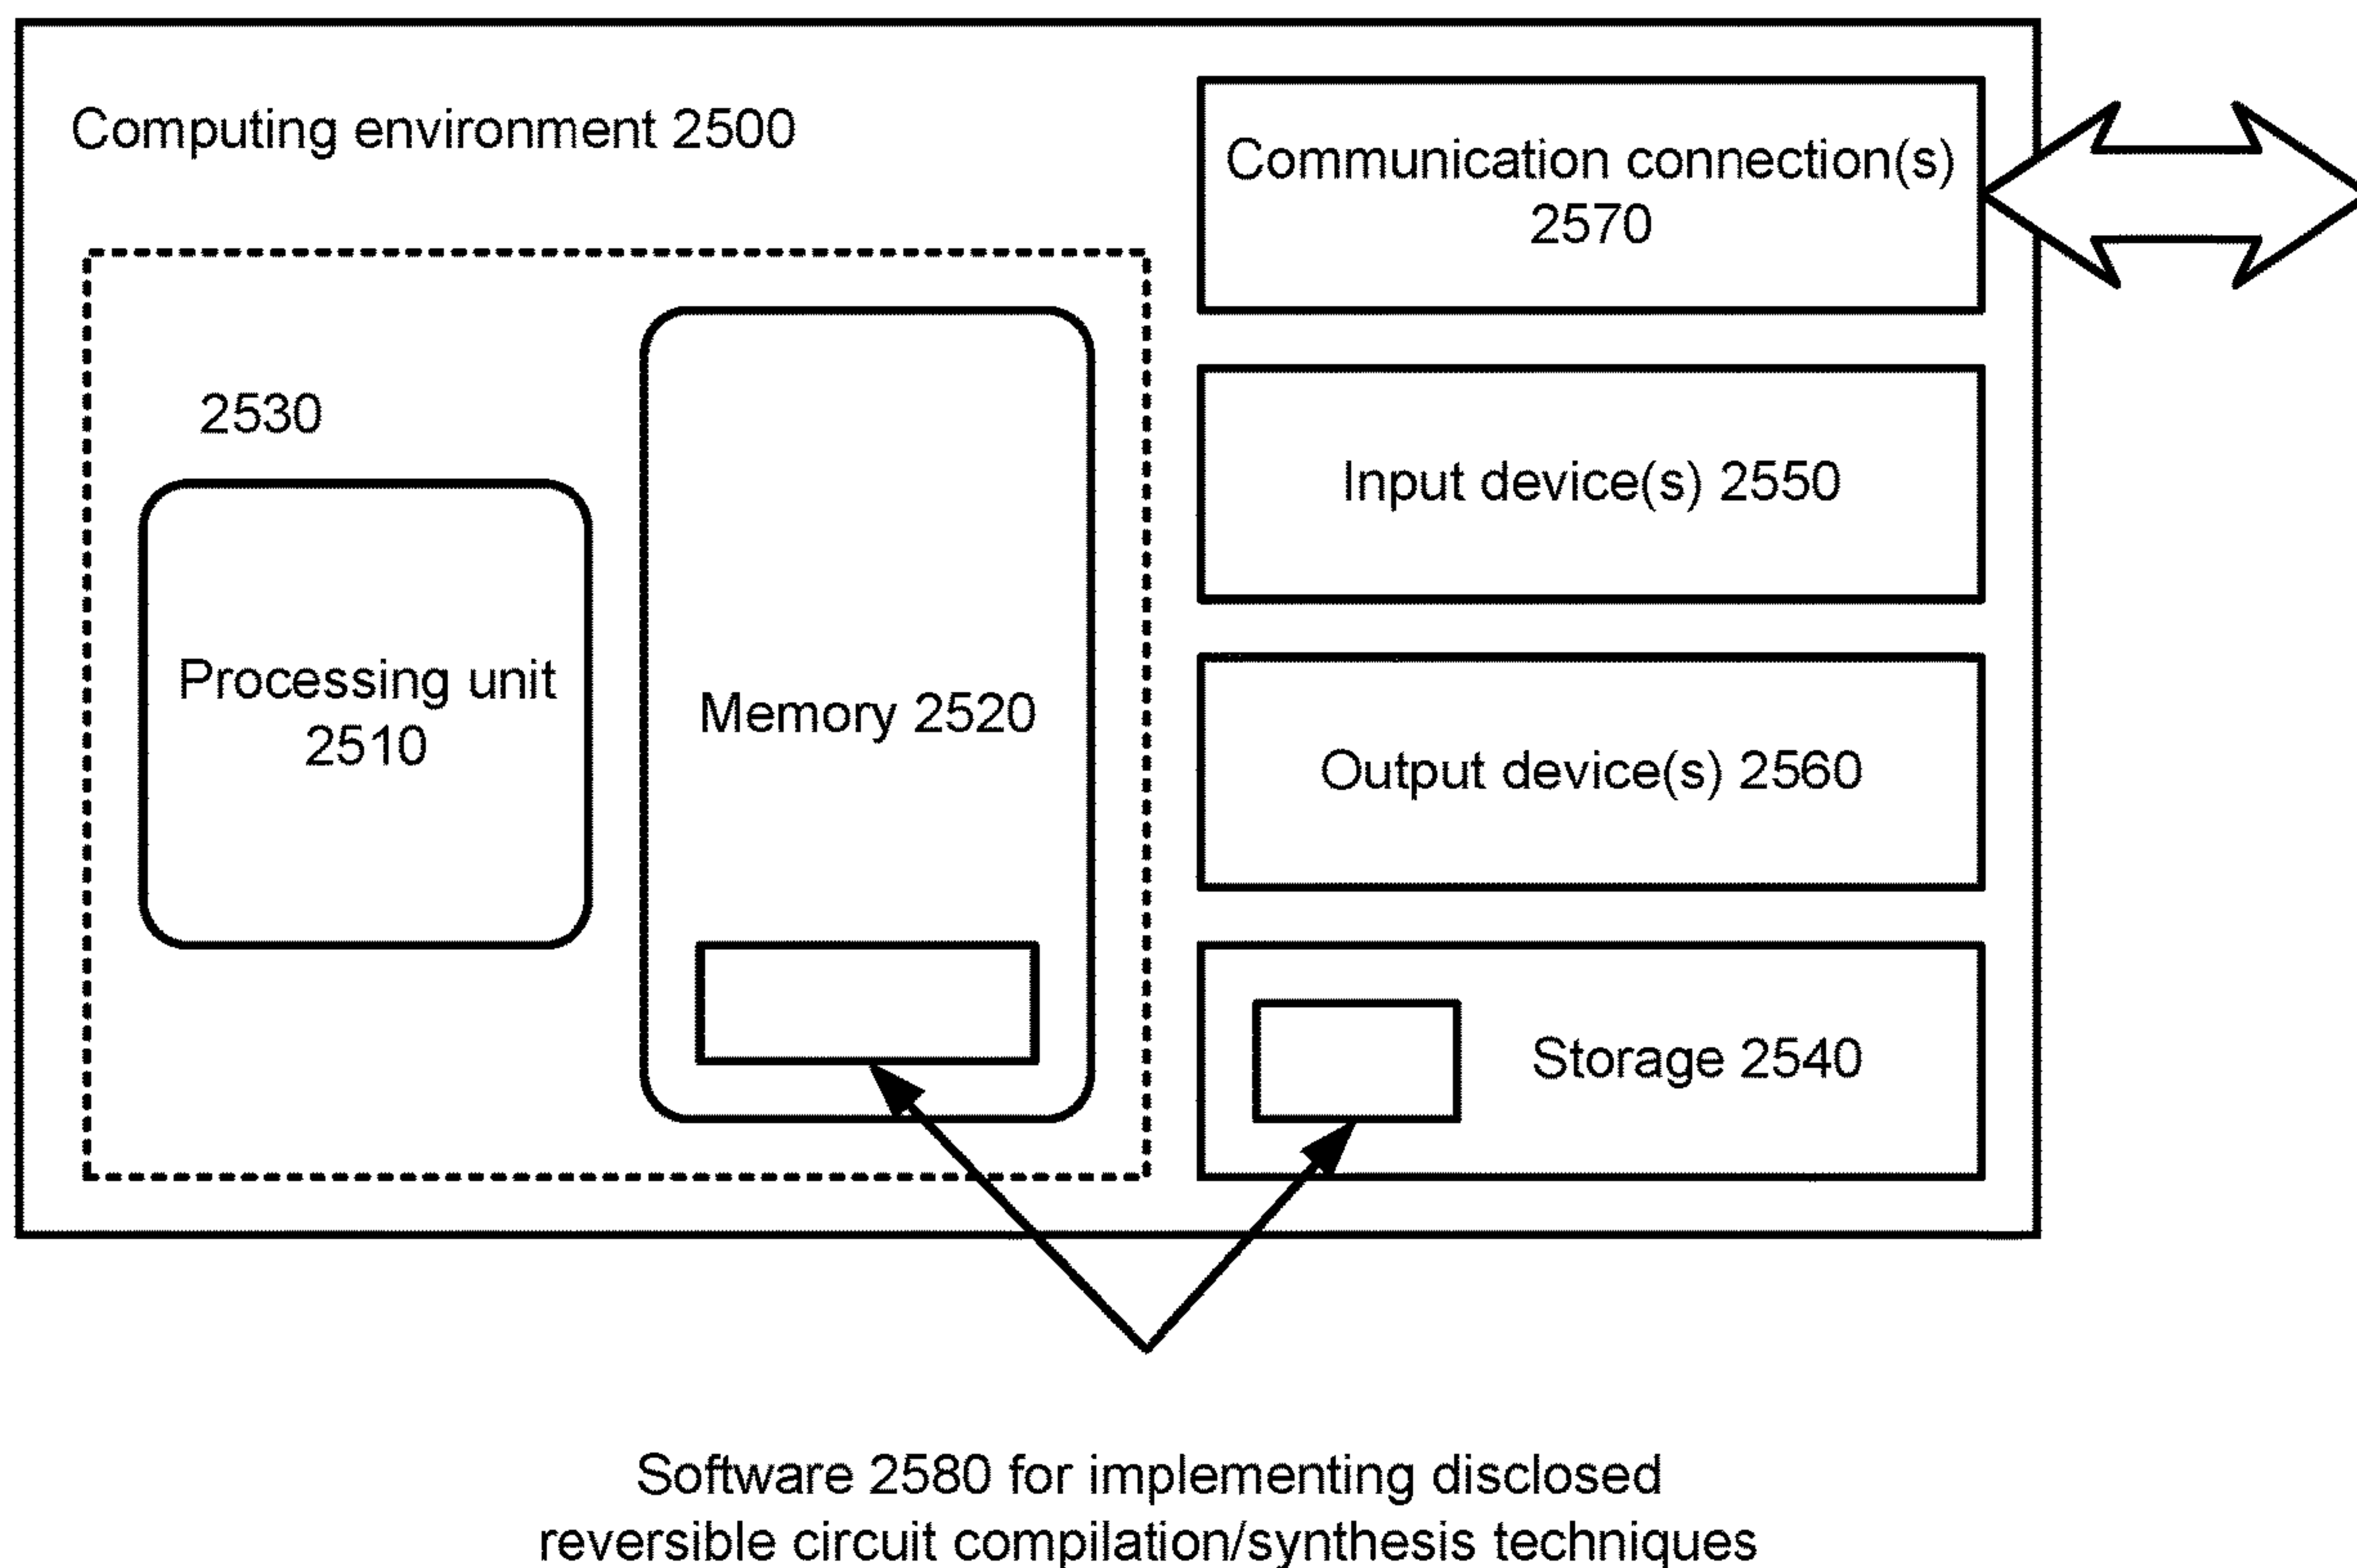 Computing environment 2500
Communication connection(s)
2570
2530
Input device(s) 2550
Processing unit
2510
Memory 2520
Output device(s) 2560
Storage 2540
Software 2580 for implementing disclosed
reversible circuit compilation/synthesis techniques